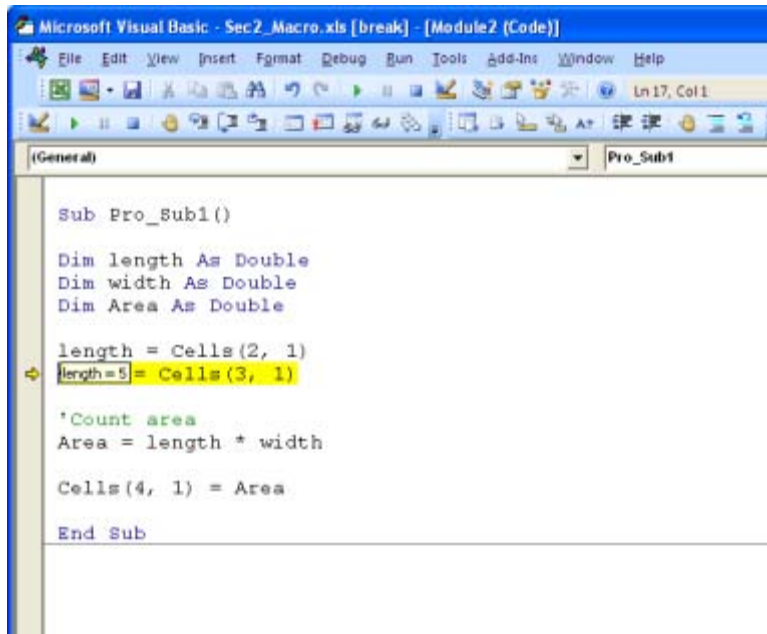 Microsoft Visual Basic - Sec2_Macro.xls [break] - [Module2 (Code)]
File Edit View Insert Format Debug Run Tools Add-Ins Window Help
Ln 17, Col 1
(General) Pro_Sub1
Sub Pro_Sub1()
Dim length As Double
Dim width As Double
Dim Area As Double
length = Cells(2, 1)
length = 5 = Cells(3, 1)
'Count area
Area = length * width
Cells(4, 1) = Area
End Sub